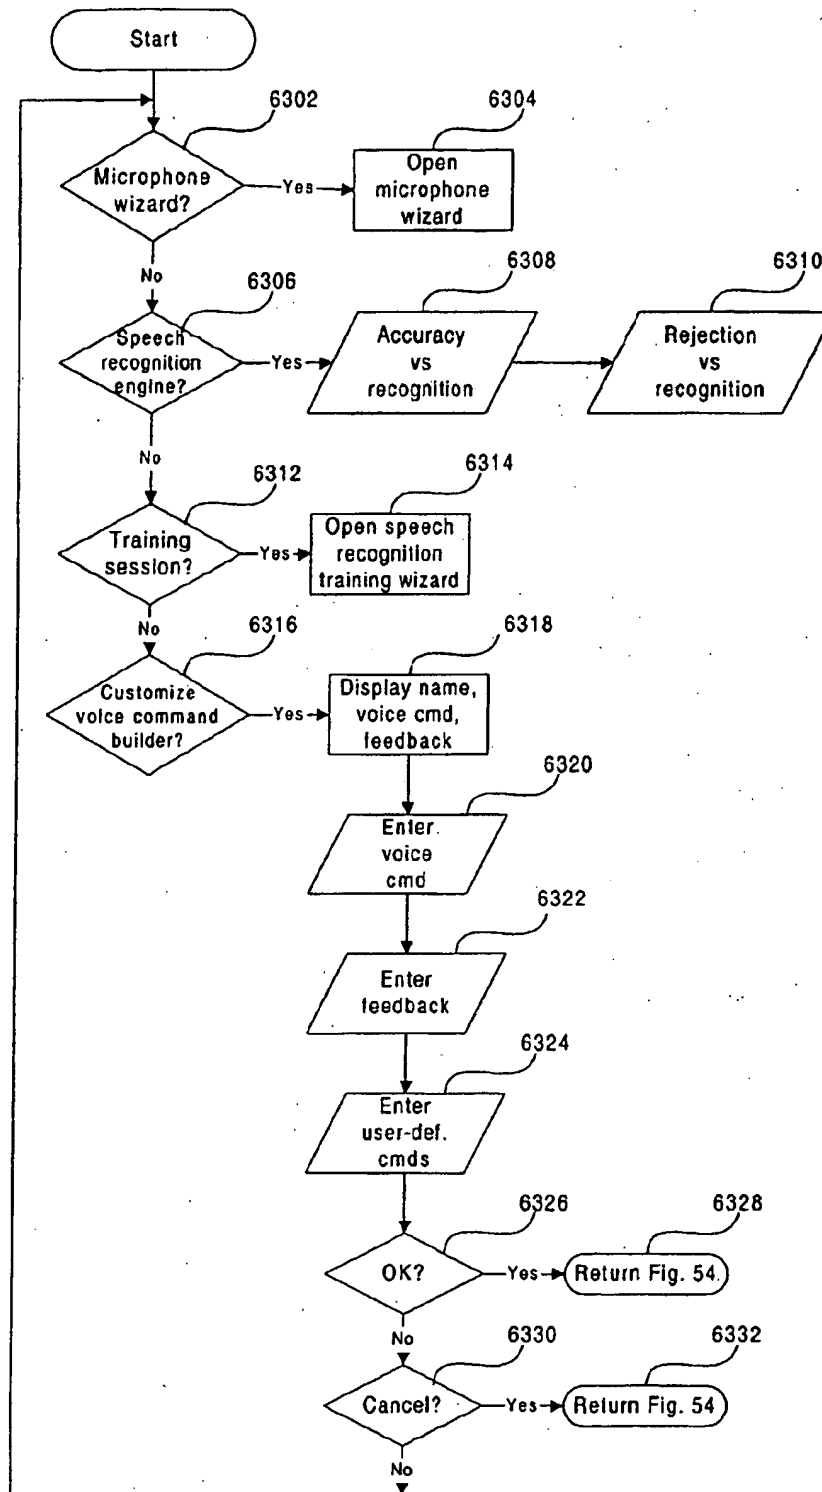 Start
6302
6304
Microphone
wizard?
Yes
Open
microphone
wizard
No
6306
6308
6310
Speech
recognition
engine?
Yes
Accuracy
vs
recognition
Rejection
vs
recognition
No
6312
6314
Training
session?
Yes
Open speech
recognition
training wizard
No
6316
6318
Customize
voice command
builder?
Yes
Display name,
voice cmd,
feedback
6320
Enter
voice
cmd
6322
Enter
feedback
6324
Enter
user-def.
cmds
6326
6328
OK?
Yes
Return Fig. 54
No
6330
6332
Cancel?
Yes
Return Fig. 54
No